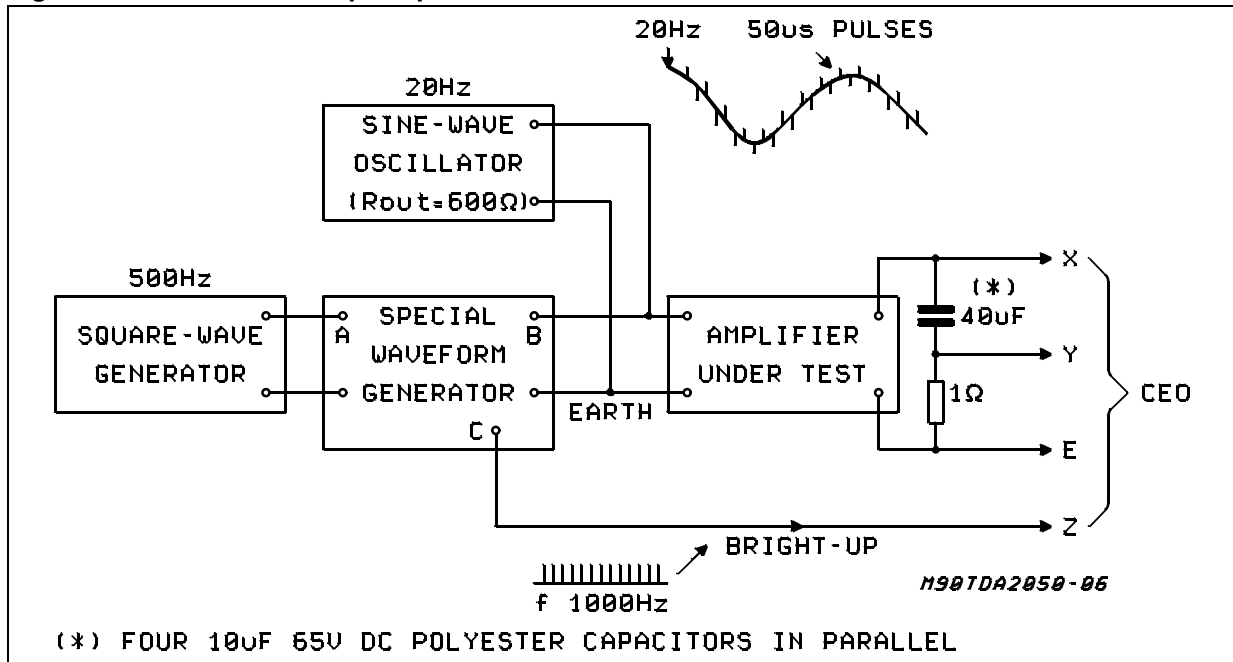 20Hz 50us PULSES
20Hz
SINE-WAVE
OSCILLATOR
(Rout=600Ω)
500Hz
SQUARE-WAVE
GENERATOR
A
SPECIAL
WAVEFORM
GENERATOR
B
C
EARTH
AMPLIFIER
UNDER TEST
(*)
40uF
1Ω
X
Y
E
Z
CEO
BRIGHT-UP
f 1000Hz
M90TDA2050-06
(*) FOUR 10uF 65V DC POLYESTER CAPACITORS IN PARALLEL